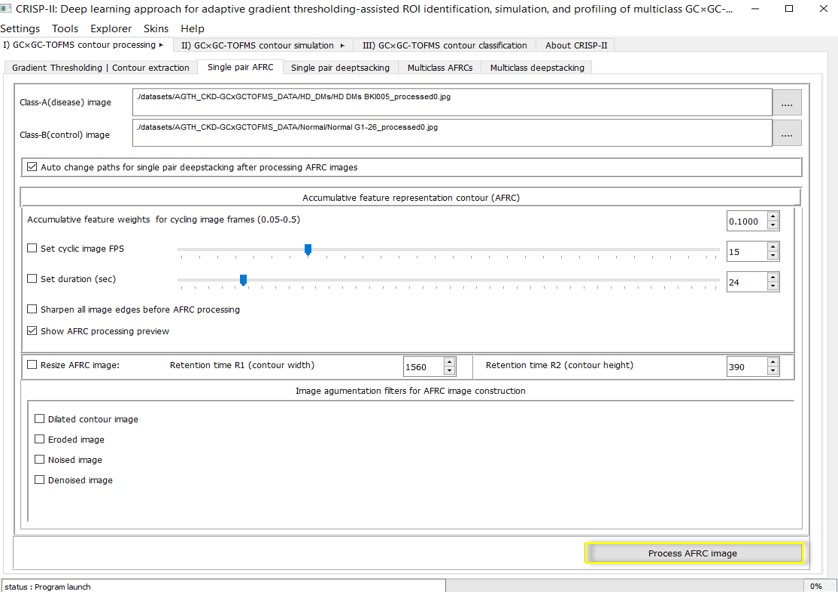 CRISP-II: Deep learning approach for adaptive gradient thresholding-assisted ROI identification, simulation, and profiling of multiclass GC×GC-...
Settings Tools Explorer Skins Help
I) GC×GC-TOFMS contour processing ▸ II) GC×GC-TOFMS contour simulation ▸ III) GC×GC-TOFMS contour classification About CRISP-II
Gradient Thresholding | Contour extraction Single pair AFRC Single pair deeptsacking Multiclass AFRCs Multiclass deepstacking
Class-A(disease) image ./datasets/AGTH_CKD-GCxGCTOFMS_DATA/HD_DMs/HD DMs BKI005_processed0.jpg ....
Class-B(control) image ./datasets/AGTH_CKD-GCxGCTOFMS_DATA/Normal/Normal G1-26_processed0.jpg ....
Auto change paths for single pair deepstacking after processing AFRC images
Accumulative feature representation contour (AFRC)
Accumulative feature weights for cycling image frames (0.05-0.5) 0.1000
Set cyclic image FPS 15
Set duration (sec) 24
Sharpen all image edges before AFRC processing
Show AFRC processing preview
Resize AFRC image: Retention time R1 (contour width) 1560 Retention time R2 (contour height) 390
Image agumentation filters for AFRC image construction
Dilated contour image
Eroded image
Noised image
Denoised image
Process AFRC image
status : Program launch 0%